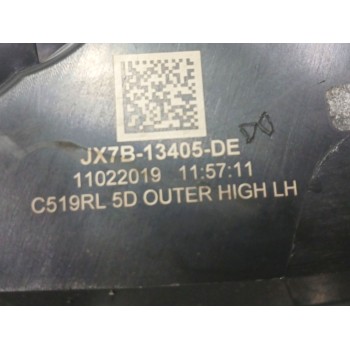 JX7B-13405-DE
11022019 11:57:11
C519RL 5D OUTER HIGH LH